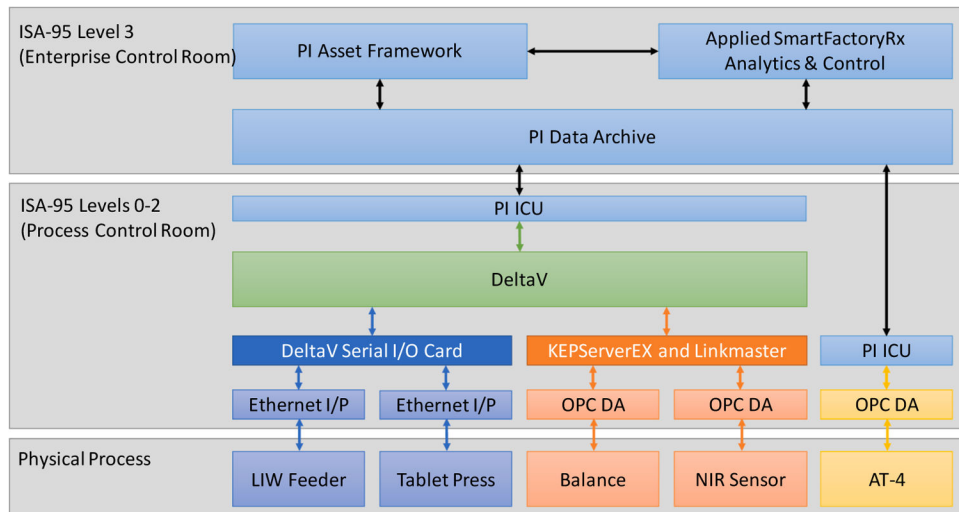 ISA-95 Level 3
(Enterprise Control Room)
PI Asset Framework
Applied SmartFactoryRx
Analytics & Control
PI Data Archive
ISA-95 Levels 0-2
(Process Control Room)
PI ICU
DeltaV
DeltaV Serial I/O Card
KEPServerEX and Linkmaster
PI ICU
Ethernet I/P
Ethernet I/P
OPC DA
OPC DA
OPC DA
Physical Process
LIW Feeder
Tablet Press
Balance
NIR Sensor
AT-4